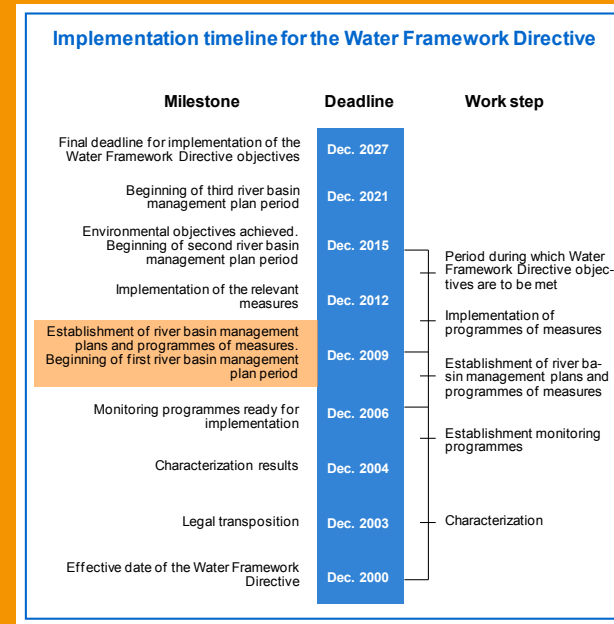 Implementation timeline for the Water Framework Directive
Milestone
Deadline
Work step
Final deadline for implementation of the
Water Framework Directive objectives
Dec. 2027
Beginning of third river basin
management plan period
Dec. 2021
Environmental objectives achieved.
Beginning of second river basin
management plan period
Dec. 2015
Period during which Water
Framework Directive objec-
tives are to be met
Implementation of the relevant
measures
Dec. 2012
Implementation of
programmes of measures
Establishment of river basin management
plans and programmes of measures.
Beginning of first river basin management
plan period
Dec. 2009
Establishment of river ba-
sin management plans and
programmes of measures
Monitoring programmes ready for
implementation
Dec. 2006
Establishment monitoring
programmes
Characterization results
Dec. 2004
Legal transposition
Dec. 2003
Characterization
Effective date of the Water Framework
Directive
Dec. 2000